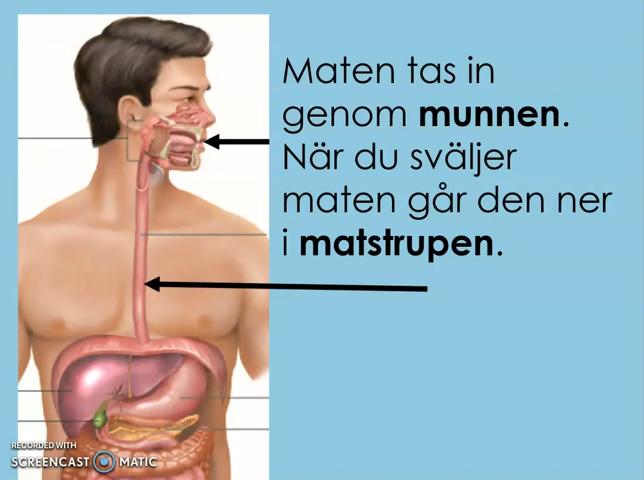 Maten tas in
genom munnen.
När du sväljer
maten går den ner
i matstrupen.
RECORDED WITH
SCREENCAST MATIC